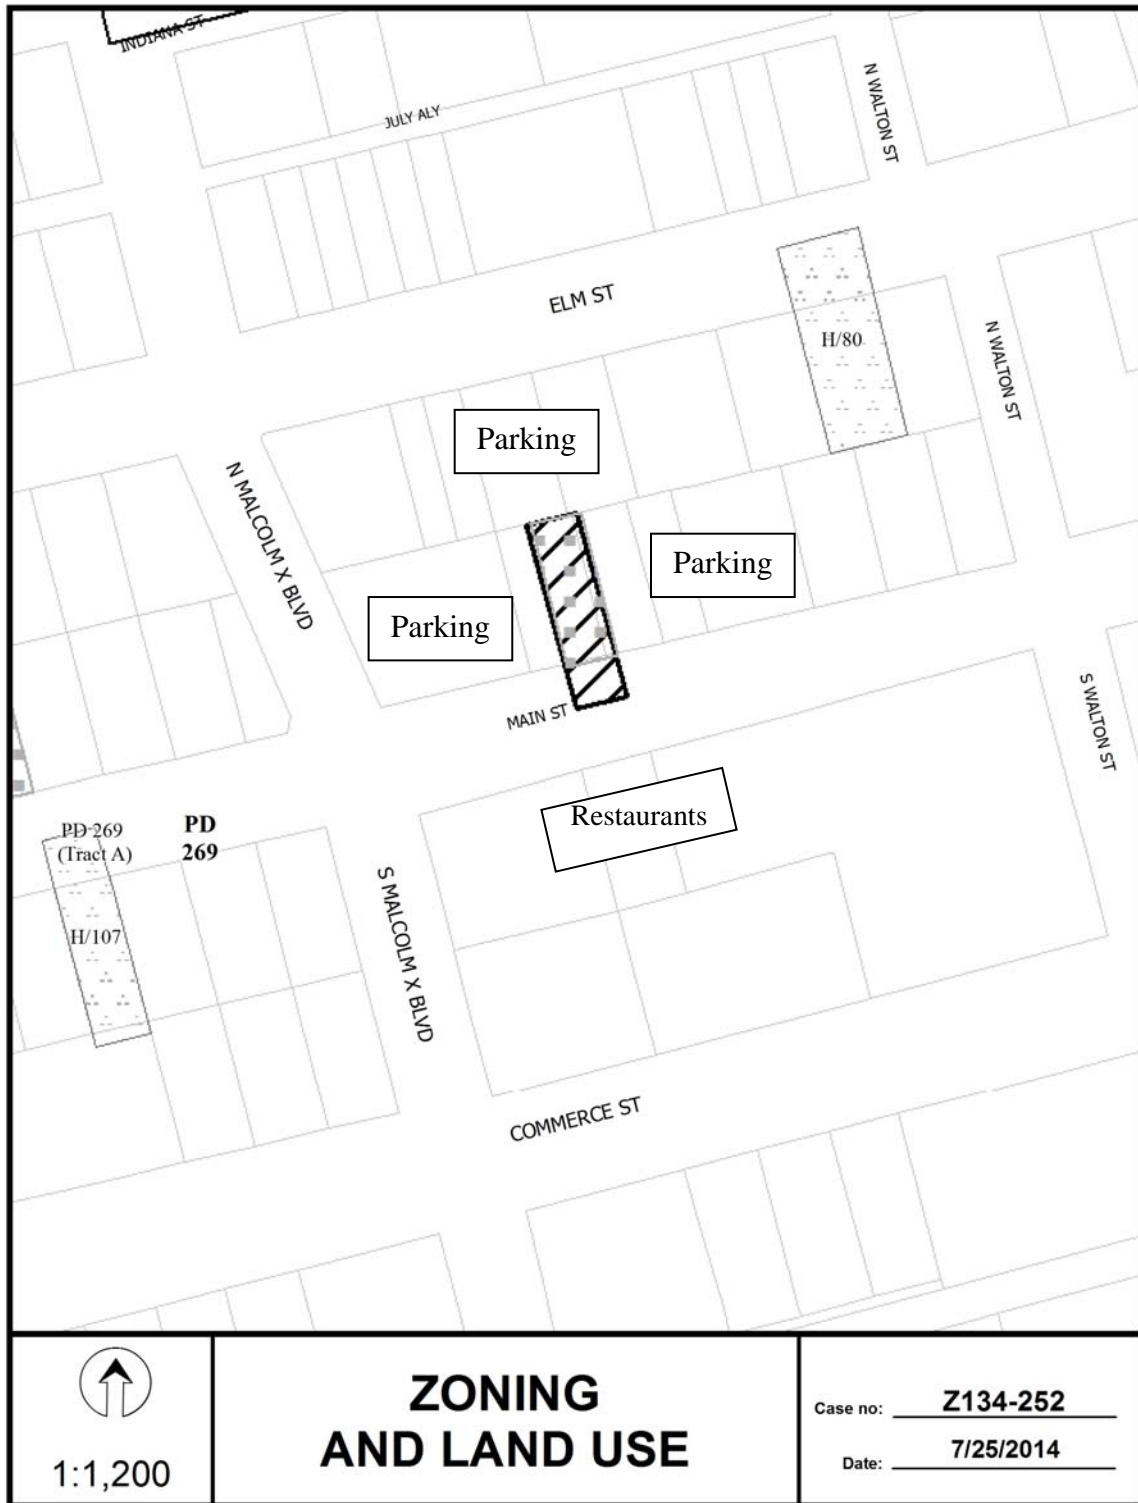 INDIANA ST
JULY ALY
N WALTON ST
ELM ST
H/80
N WALTON ST
Parking
N MALCOLM X BLVD
Parking
Parking
MAIN ST
S WALTON ST
Restaurants
PD 269
(Tract A)
PD
269
H/107
S MALCOLM X BLVD
COMMERCE ST
1:1,200
ZONING
AND LAND USE
Case no: Z134-252
Date: 7/25/2014